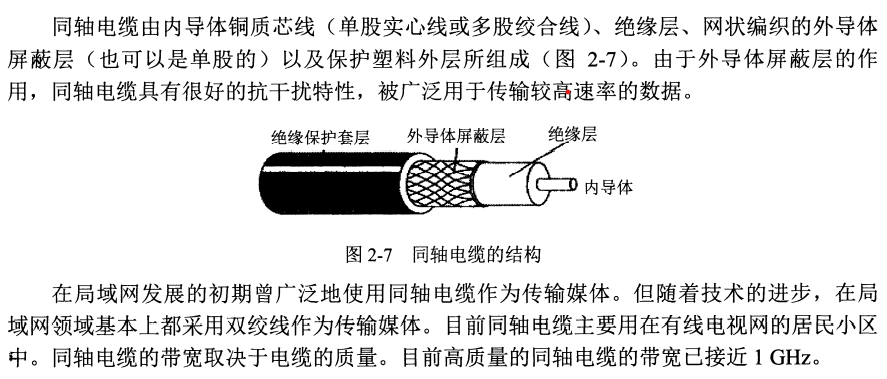 同轴电缆由内导体铜质芯线（单股实心线或多股绞合线）、绝缘层、网状编织的外导体
屏蔽层（也可以是单股的）以及保护塑料外层所组成（图 2-7）。由于外导体屏蔽层的作
用，同轴电缆具有很好的抗干扰特性，被广泛用于传输较高速率的数据。
绝缘保护套层 外导体屏蔽层 绝缘层
内导体
图 2-7 同轴电缆的结构
在局域网发展的初期曾广泛地使用同轴电缆作为传输媒体。但随着技术的进步，在局
域网领域基本上都采用双绞线作为传输媒体。目前同轴电缆主要用在有线电视网的居民小区
中。同轴电缆的带宽取决于电缆的质量。目前高质量的同轴电缆的带宽已接近 1 GHz。